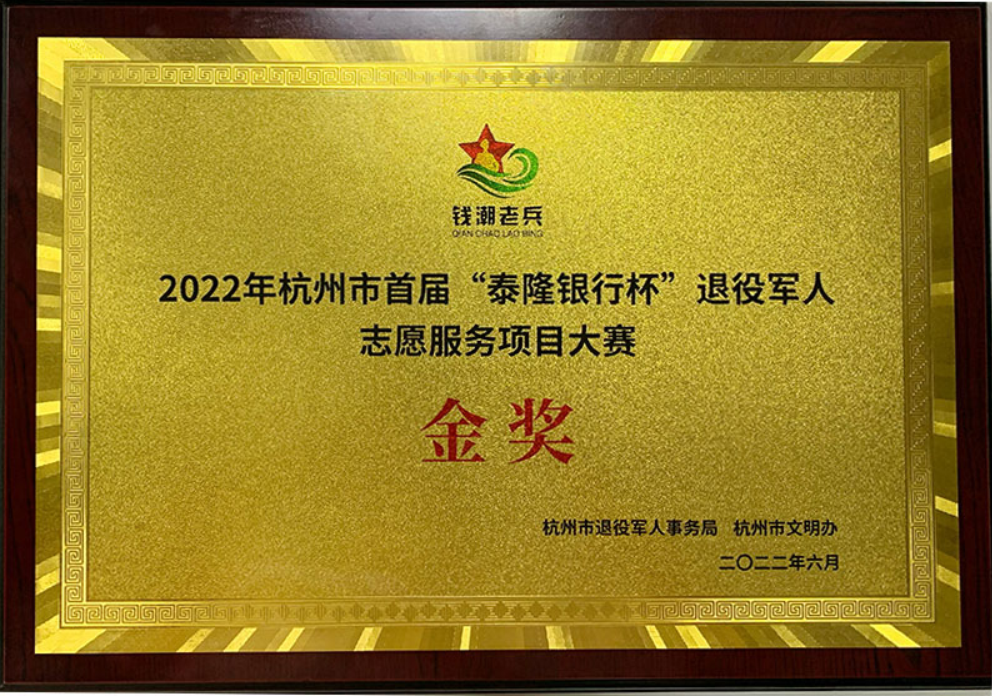 钱潮老兵
QIAN CHAO LAO BING
2022年杭州市首届“泰隆银行杯”退役军人
志愿服务项目大赛
金奖
杭州市退役军人事务局 杭州市文明办
二〇二二年六月